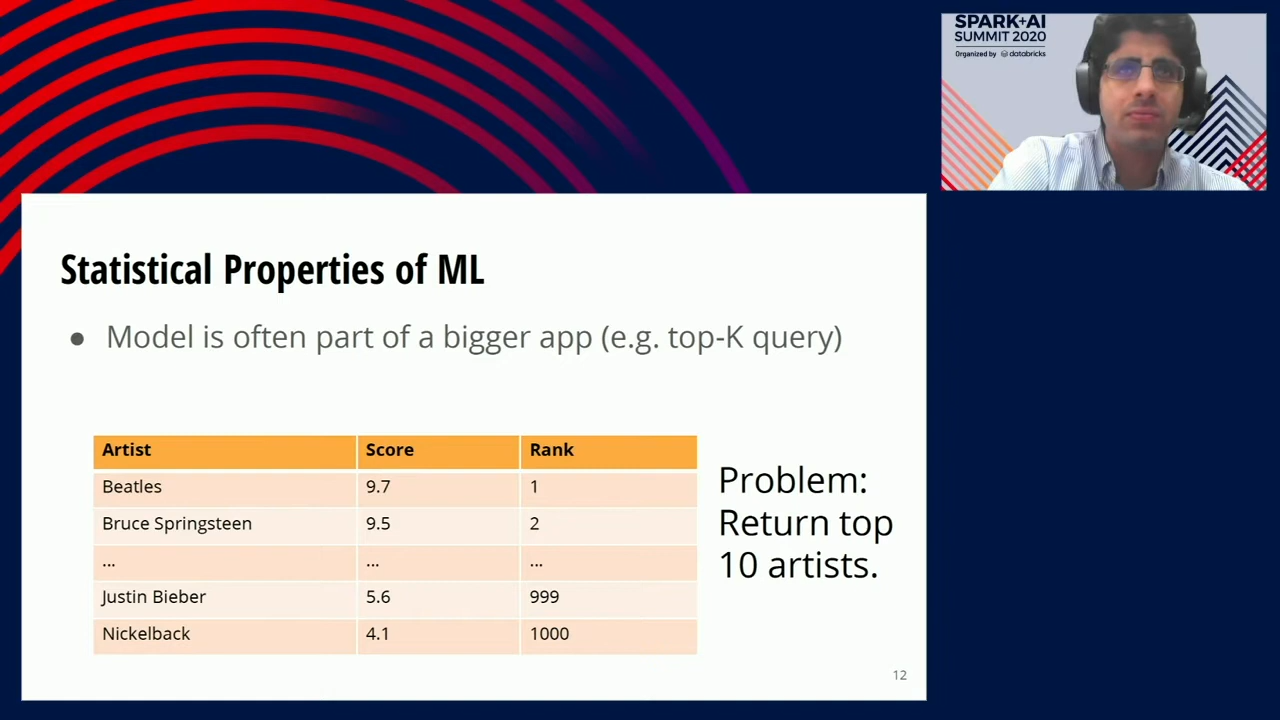 SPARK+AI
SUMMIT 2020
Organized by databricks
Statistical Properties of ML
● Model is often part of a bigger app (e.g. top-K query)
Artist Score Rank
Beatles 9.7 1
Bruce Springsteen 9.5 2
... ... ...
Justin Bieber 5.6 999
Nickelback 4.1 1000
Problem:
Return top
10 artists.
12